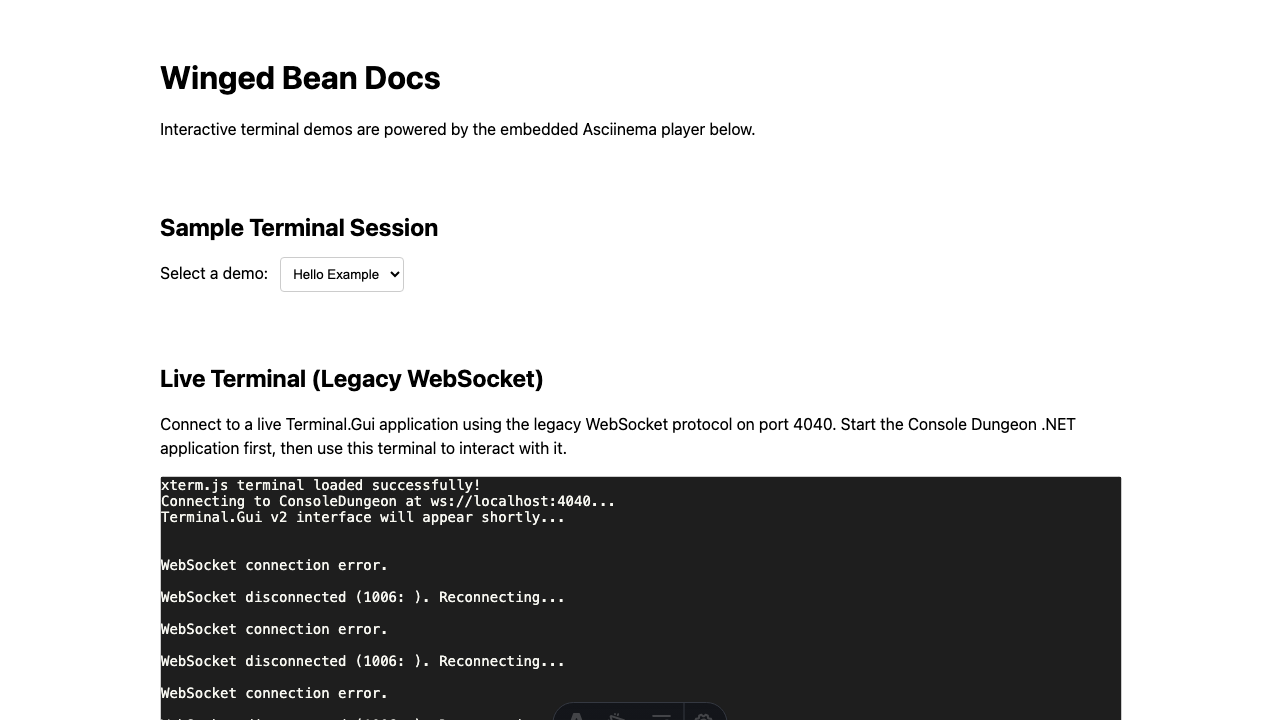 Winged Bean Docs
Interactive terminal demos are powered by the embedded Asciinema player below.
Sample Terminal Session
Select a demo: Hello Example
Live Terminal (Legacy WebSocket)
Connect to a live Terminal.Gui application using the legacy WebSocket protocol on port 4040. Start the Console Dungeon .NET
application first, then use this terminal to interact with it.
xterm.js terminal loaded successfully!
Connecting to ConsoleDungeon at ws://localhost:4040...
Terminal.Gui v2 interface will appear shortly...
WebSocket connection error.
WebSocket disconnected (1006: ). Reconnecting...
WebSocket connection error.
WebSocket disconnected (1006: ). Reconnecting...
WebSocket connection error.